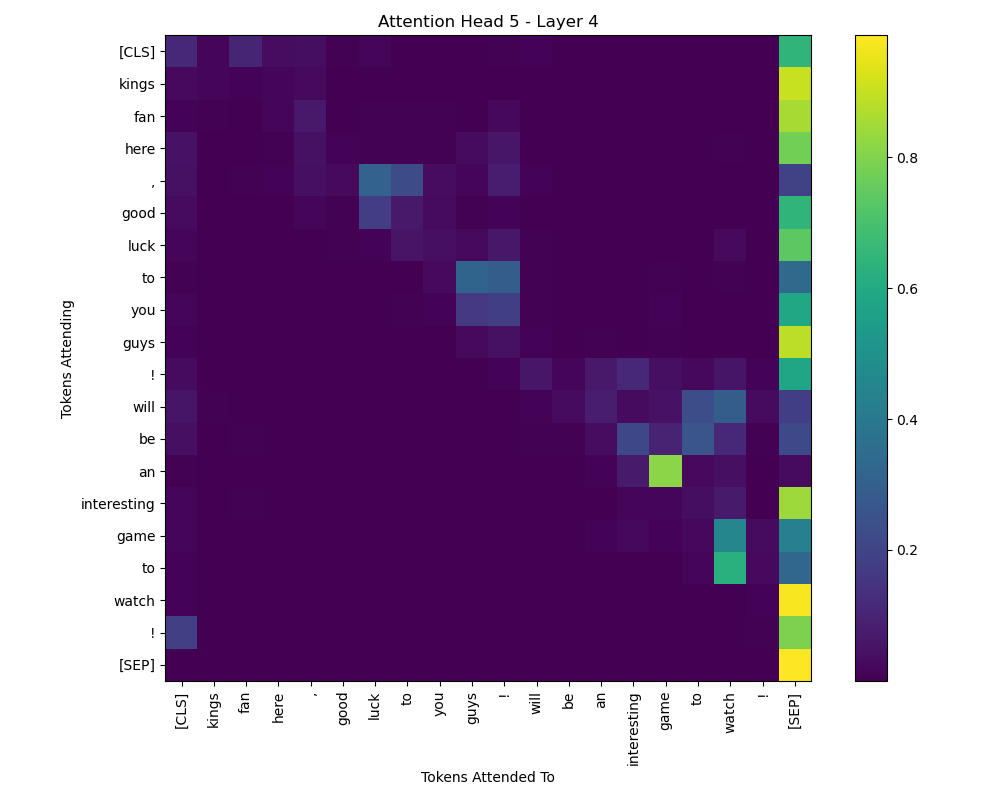 Attention Head 5 - Layer 4
[CLS]
kings
fan
here
,
good
luck
to
you
guys
!
will
be
an
interesting
game
to
watch
!
[SEP]
Tokens Attending
[CLS] kings fan here , good luck to you guys ! will be an interesting game to watch ! [SEP]
Tokens Attended To
0.8
0.6
0.4
0.2